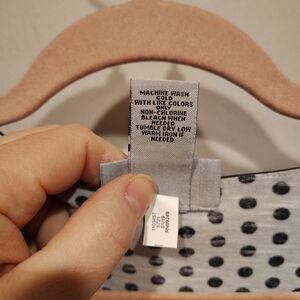 MACHINE WASH
COLD
WITH LIKE COLORS
ONLY
NON-CHLORINE
BLEACH WHEN
NEEDED
TUMBLE DRY LOW
WARM IRON IF
NEEDED